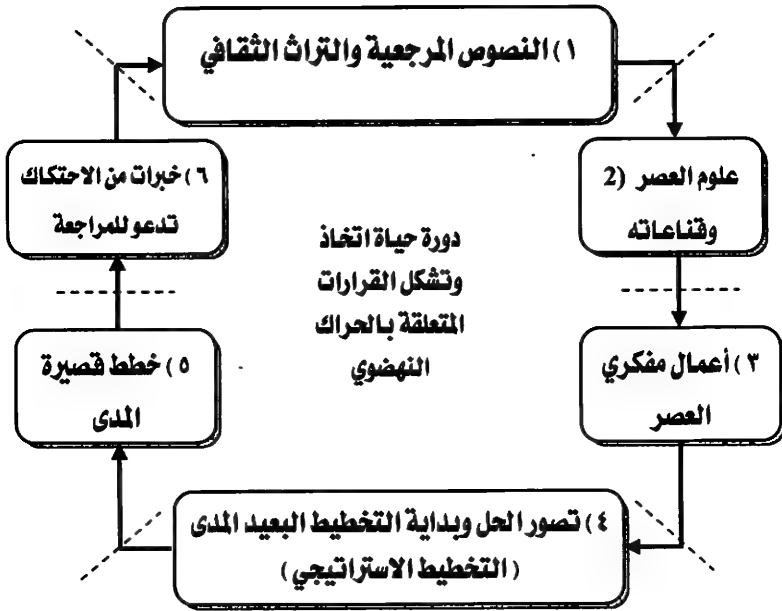 ١) النصوص المرجعية والتراث الثقافي
2) علوم العصر
وقناعاته
٣) أعمال مفكري
العصر
٤) تصور الحل وبداية التخطيط البعيد المدى
(التخطيط الاستراتيجي)
٥) خطط قصيرة
المدى
٦) خبرات من الاحتكاك
تدعو للمراجعة
دورة حياة اتخاذ
وتشكل القرارات
المتعلقة بالحراك
النهضوي